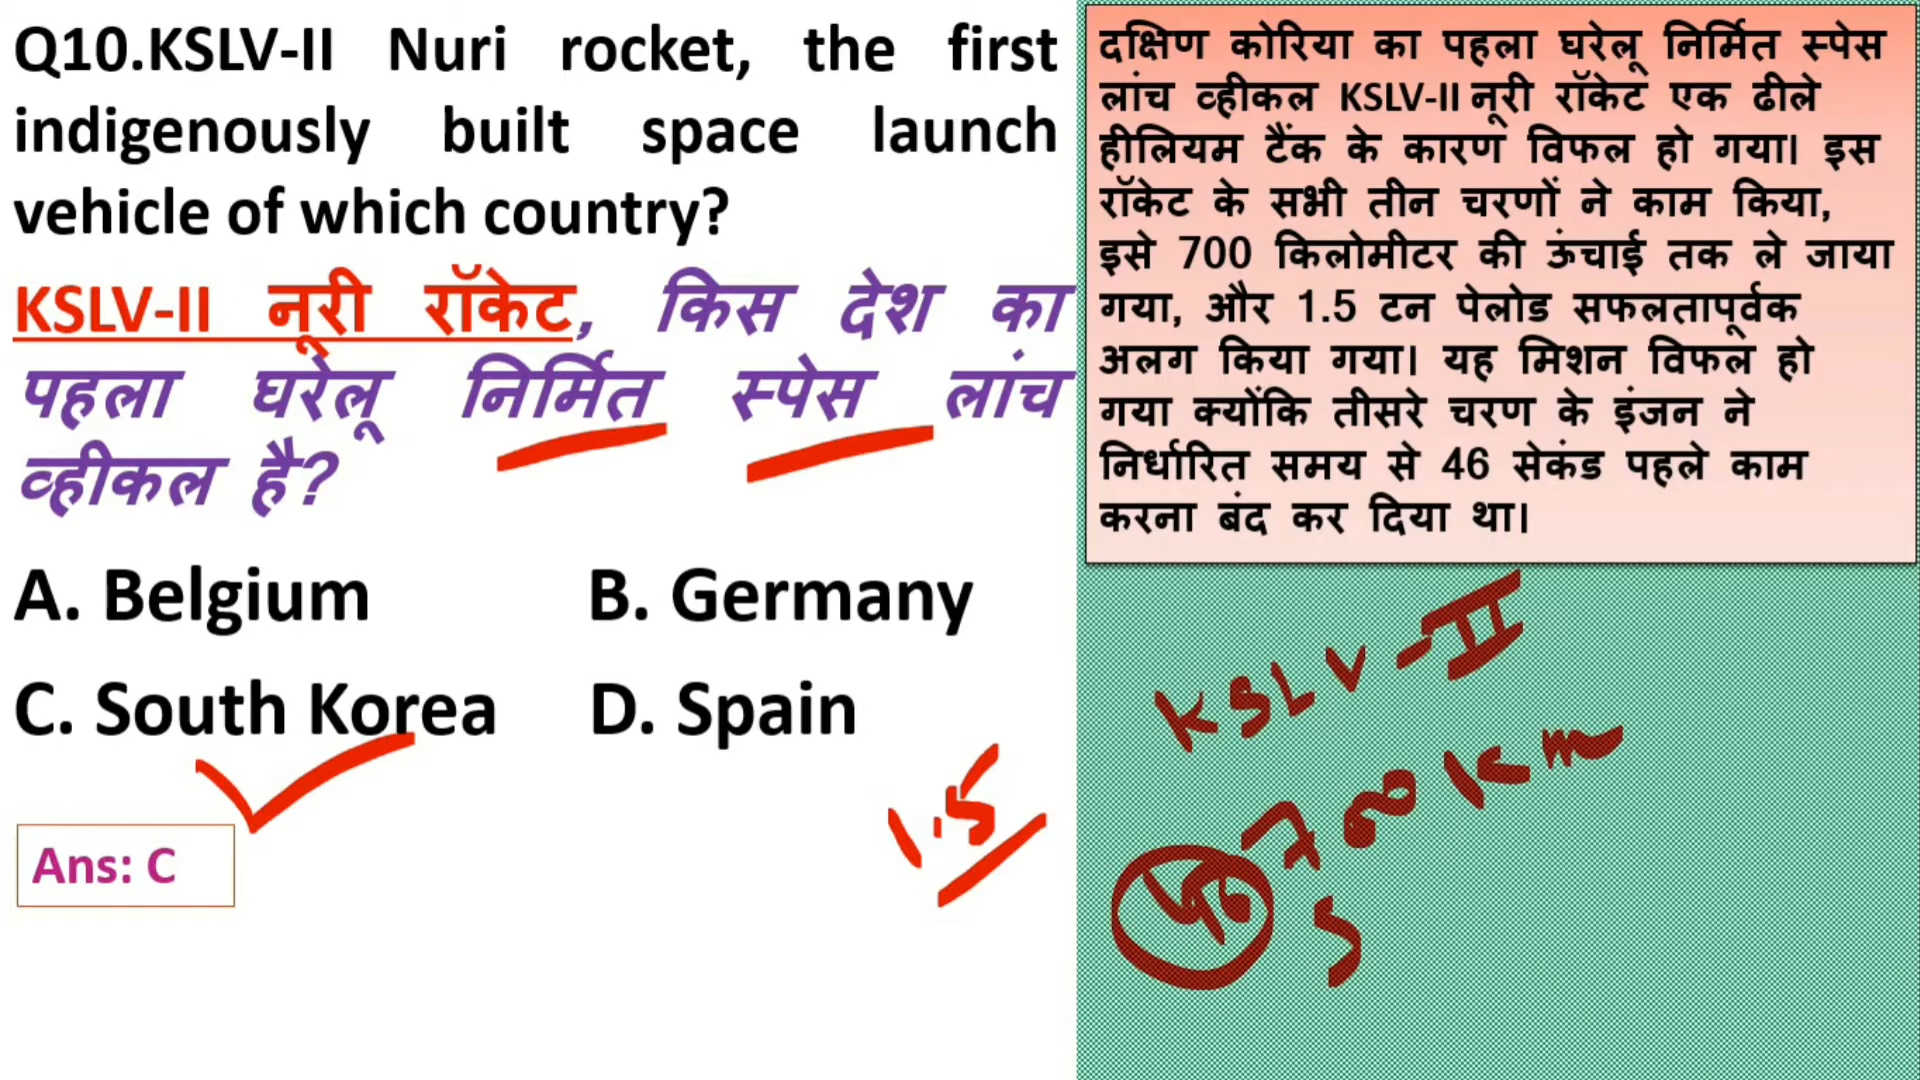 Q10.KSLV-II Nuri rocket, the first
indigenously built space launch
vehicle of which country?
KSLV-II नूरी रॉकेट, किस देश का
पहला घरेलू निर्मित स्पेस लांच
व्हीकल है?
A. Belgium B. Germany
C. South Korea D. Spain
Ans: C
1.5
दक्षिण कोरिया का पहला घरेलू निर्मित स्पेस
लांच व्हीकल KSLV-II नूरी रॉकेट एक ढीले
हीलियम टैंक के कारण विफल हो गया। इस
रॉकेट के सभी तीन चरणों ने काम किया,
इसे 700 किलोमीटर की ऊंचाई तक ले जाया
गया, और 1.5 टन पेलोड सफलतापूर्वक
अलग किया गया। यह मिशन विफल हो
गया क्योंकि तीसरे चरण के इंजन ने
निर्धारित समय से 46 सेकंड पहले काम
करना बंद कर दिया था।
KSLV-II
700 Km
46 S